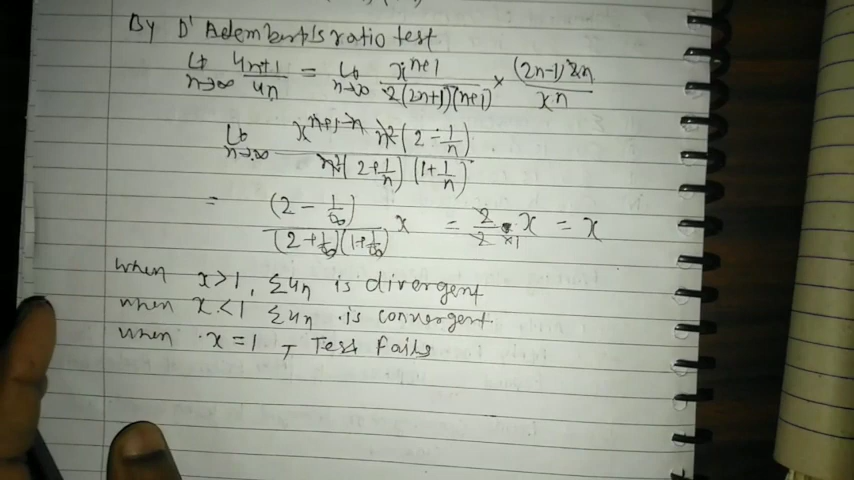 By D'Adembert's ratio test
Lt n→∞ Un+1/Un = Lt n→∞ x^n+1 / 2(2n+1)(n+1) × (2n-1) 2n / xn
Lt n→∞ x^n+1-n n²(2-1/n) / n²(2+1/n)(1+1/n)
= (2-1/∞) / (2+1/∞)(1+1/∞) x = 2/2×1 . x = x
When x>1, Σun is divergent
when x<1 Σun is convergent
when x=1, Test fails